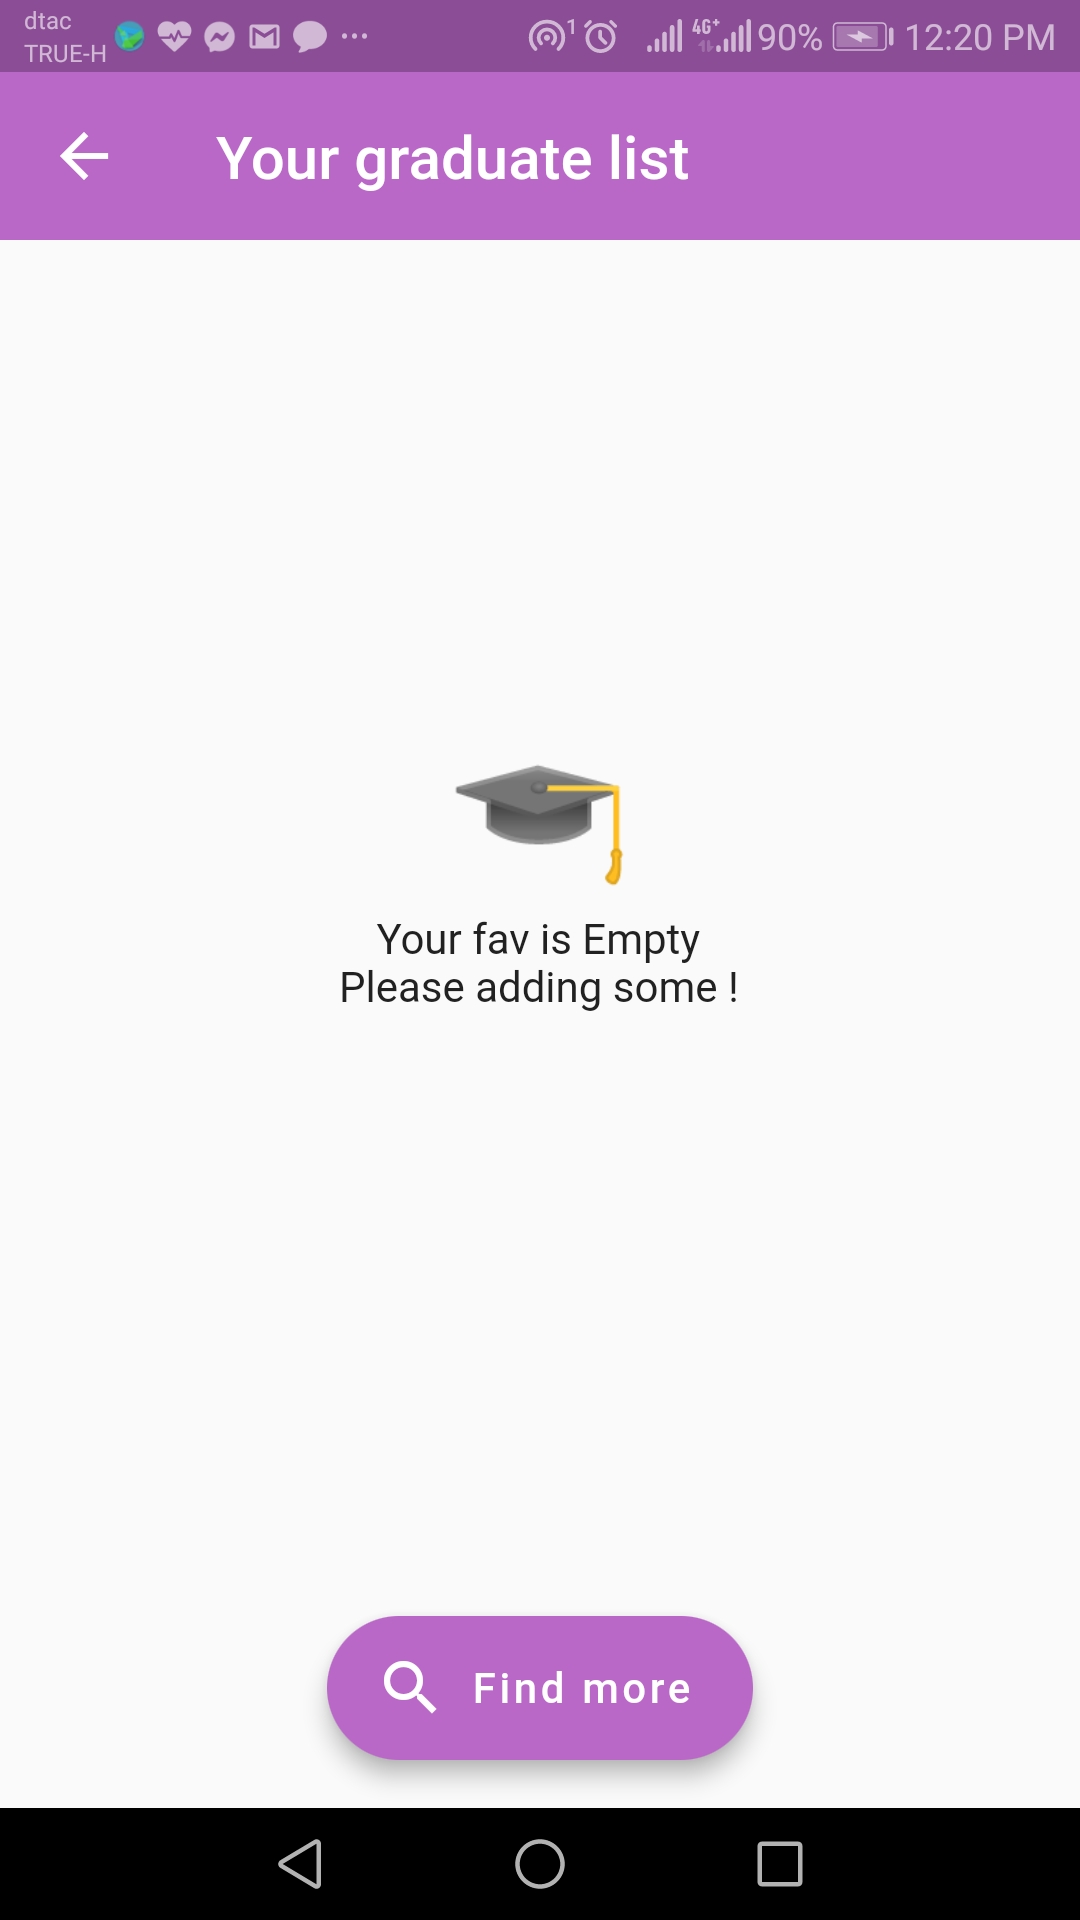 dtac
TRUE-H
1
4G+
90%
12:20 PM
Your graduate list
Your fav is Empty
Please adding some !
Find more